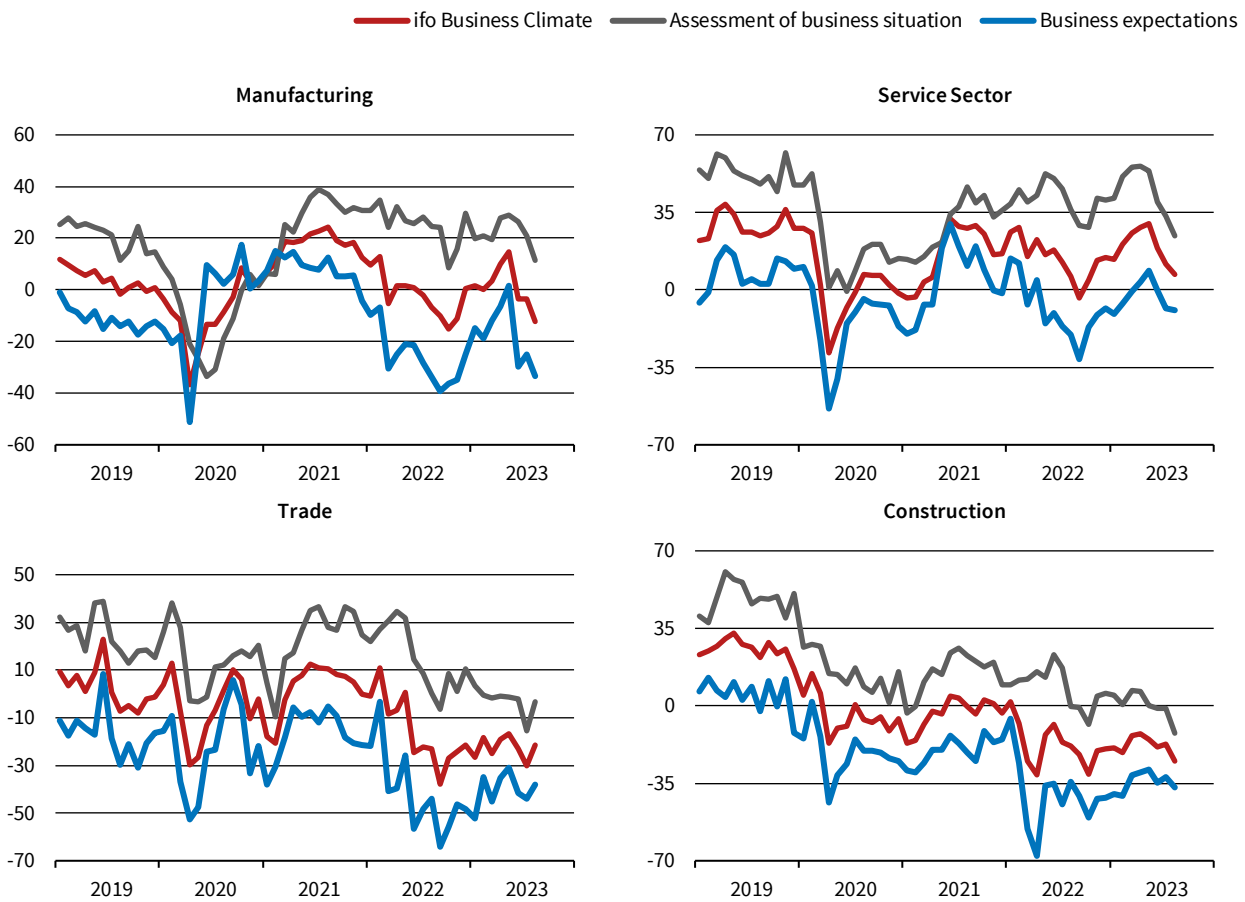 ifo Business Climate Assessment of business situation Business expectations
Manufacturing
60
40
20
0
-20
-40
-60
2019 2020 2021 2022 2023
Service Sector
70
35
0
-35
-70
2019 2020 2021 2022 2023
Trade
50
30
10
-10
-30
-50
-70
2019 2020 2021 2022 2023
Construction
70
35
0
-35
-70
2019 2020 2021 2022 2023